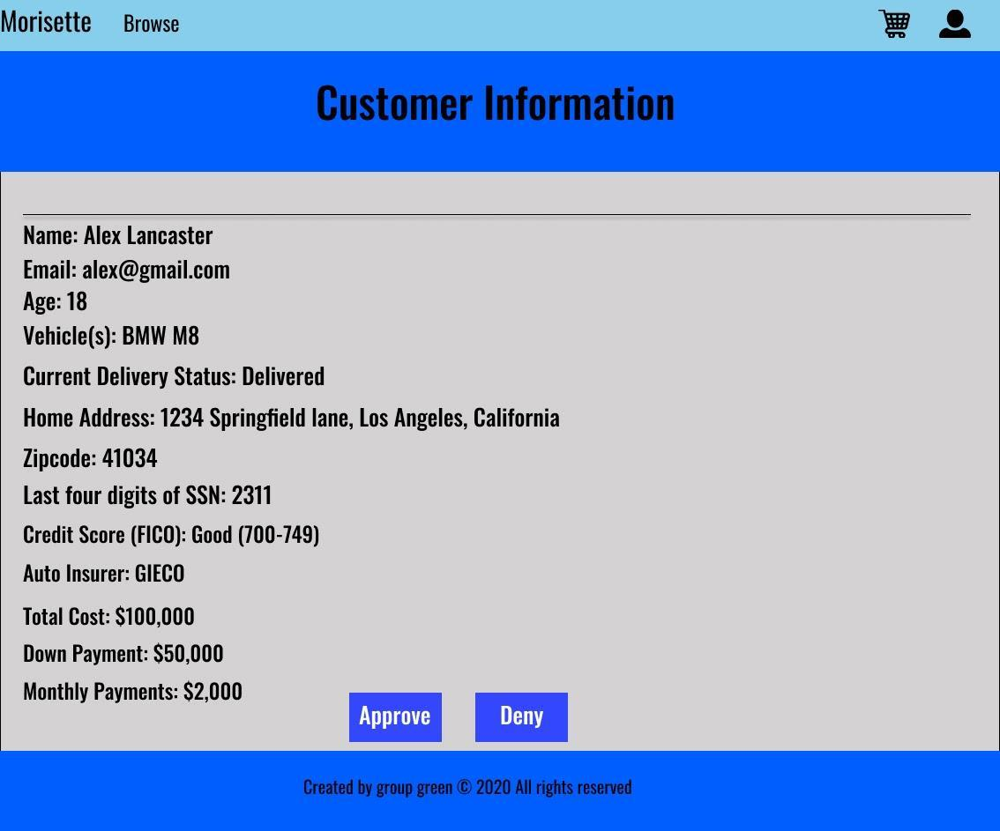 Morisette Browse
Customer Information
Name: Alex Lancaster
Email: alex@gmail.com
Age: 18
Vehicle(s): BMW M8
Current Delivery Status: Delivered
Home Address: 1234 Springfield lane, Los Angeles, California
Zipcode: 41034
Last four digits of SSN: 2311
Credit Score (FICO): Good (700-749)
Auto Insurer: GIECO
Total Cost: $100,000
Down Payment: $50,000
Monthly Payments: $2,000
Approve Deny
Created by group green © 2020 All rights reserved